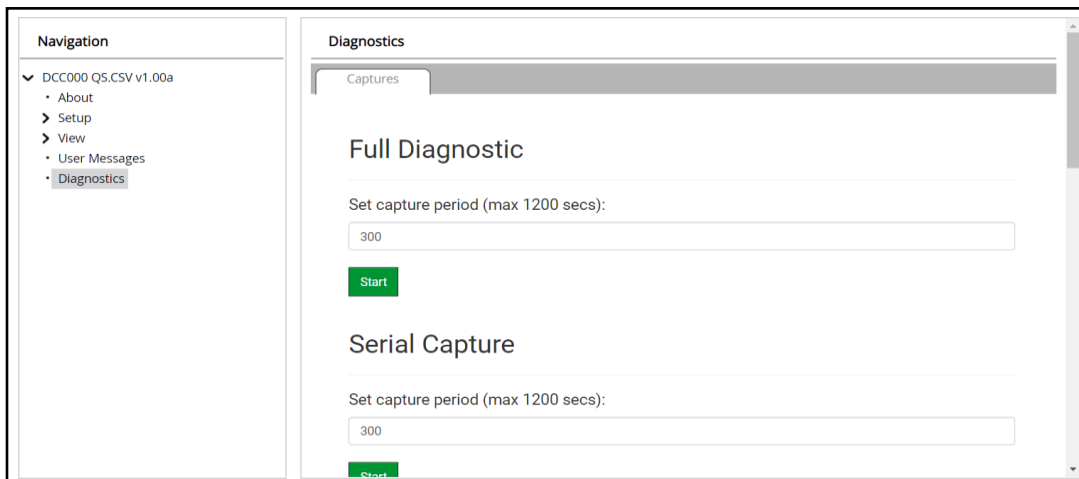 Navigation
DCC000 QS.CSV v1.00a
About
Setup
View
User Messages
Diagnostics
Diagnostics
Captures
Full Diagnostic
Set capture period (max 1200 secs):
300
Start
Serial Capture
Set capture period (max 1200 secs):
300
Start